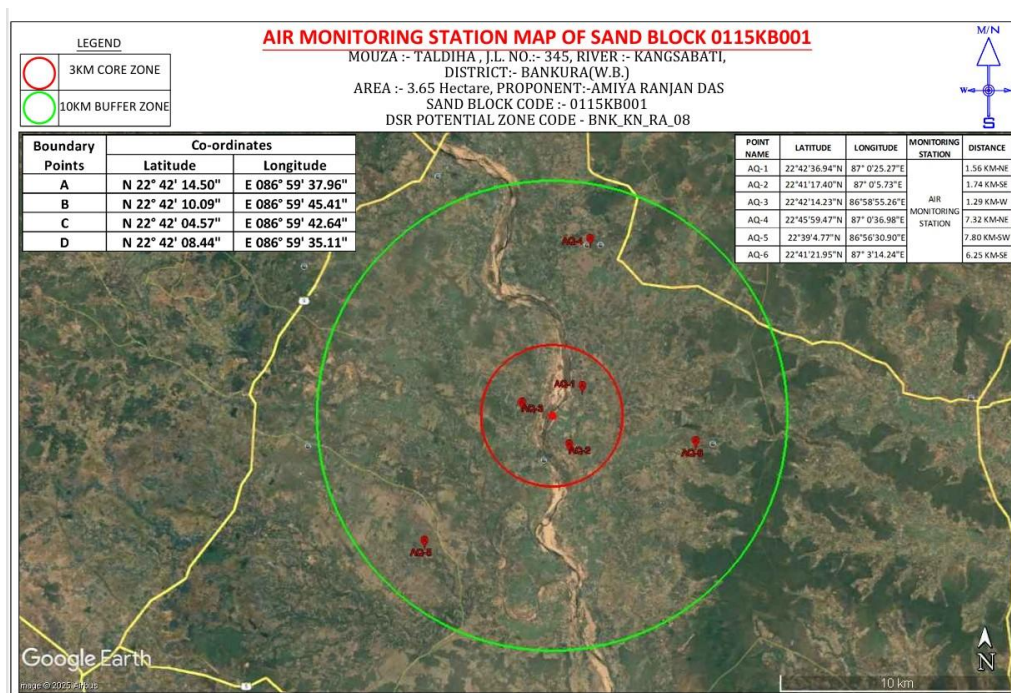 AIR MONITORING STATION MAP OF SAND BLOCK 0115KB001
MOUZA :- TALDIHA , J.L. NO.:- 345, RIVER :- KANGSABATI,
DISTRICT:- BANKURA(W.B.)
AREA :- 3.65 Hectare, PROPONENT:-AMIYA RANJAN DAS
SAND BLOCK CODE :- 0115KB001
DSR POTENTIAL ZONE CODE - BNK_KN_RA_08
LEGEND
3KM CORE ZONE
10KM BUFFER ZONE
M/N
W
S
Boundary Points Co-ordinates
Latitude Longitude
A N 22° 42' 14.50" E 086° 59' 37.96"
B N 22° 42' 10.09" E 086° 59' 45.41"
C N 22° 42' 04.57" E 086° 59' 42.64"
D N 22° 42' 08.44" E 086° 59' 35.11"
POINT NAME LATITUDE LONGITUDE MONITORING STATION DISTANCE
AQ-1 22°42'36.94"N 87° 0'25.27"E AIR MONITORING STATION 1.56 KM-NE
AQ-2 22°41'17.40"N 87° 0'5.73"E 1.74 KM-SE
AQ-3 22°42'14.23"N 86°58'55.26"E 1.29 KM-W
AQ-4 22°45'59.47"N 87° 0'36.98"E 7.32 KM-NE
AQ-5 22°39'4.77"N 86°56'30.90"E 7.80 KM-SW
AQ-6 22°41'21.95"N 87° 3'14.24"E 6.25 KM-SE
AQ-4
AQ-1
AQ-3
AQ-2
AQ-6
AQ-5
Google Earth
mage © 2025 Airbus
10 km
N